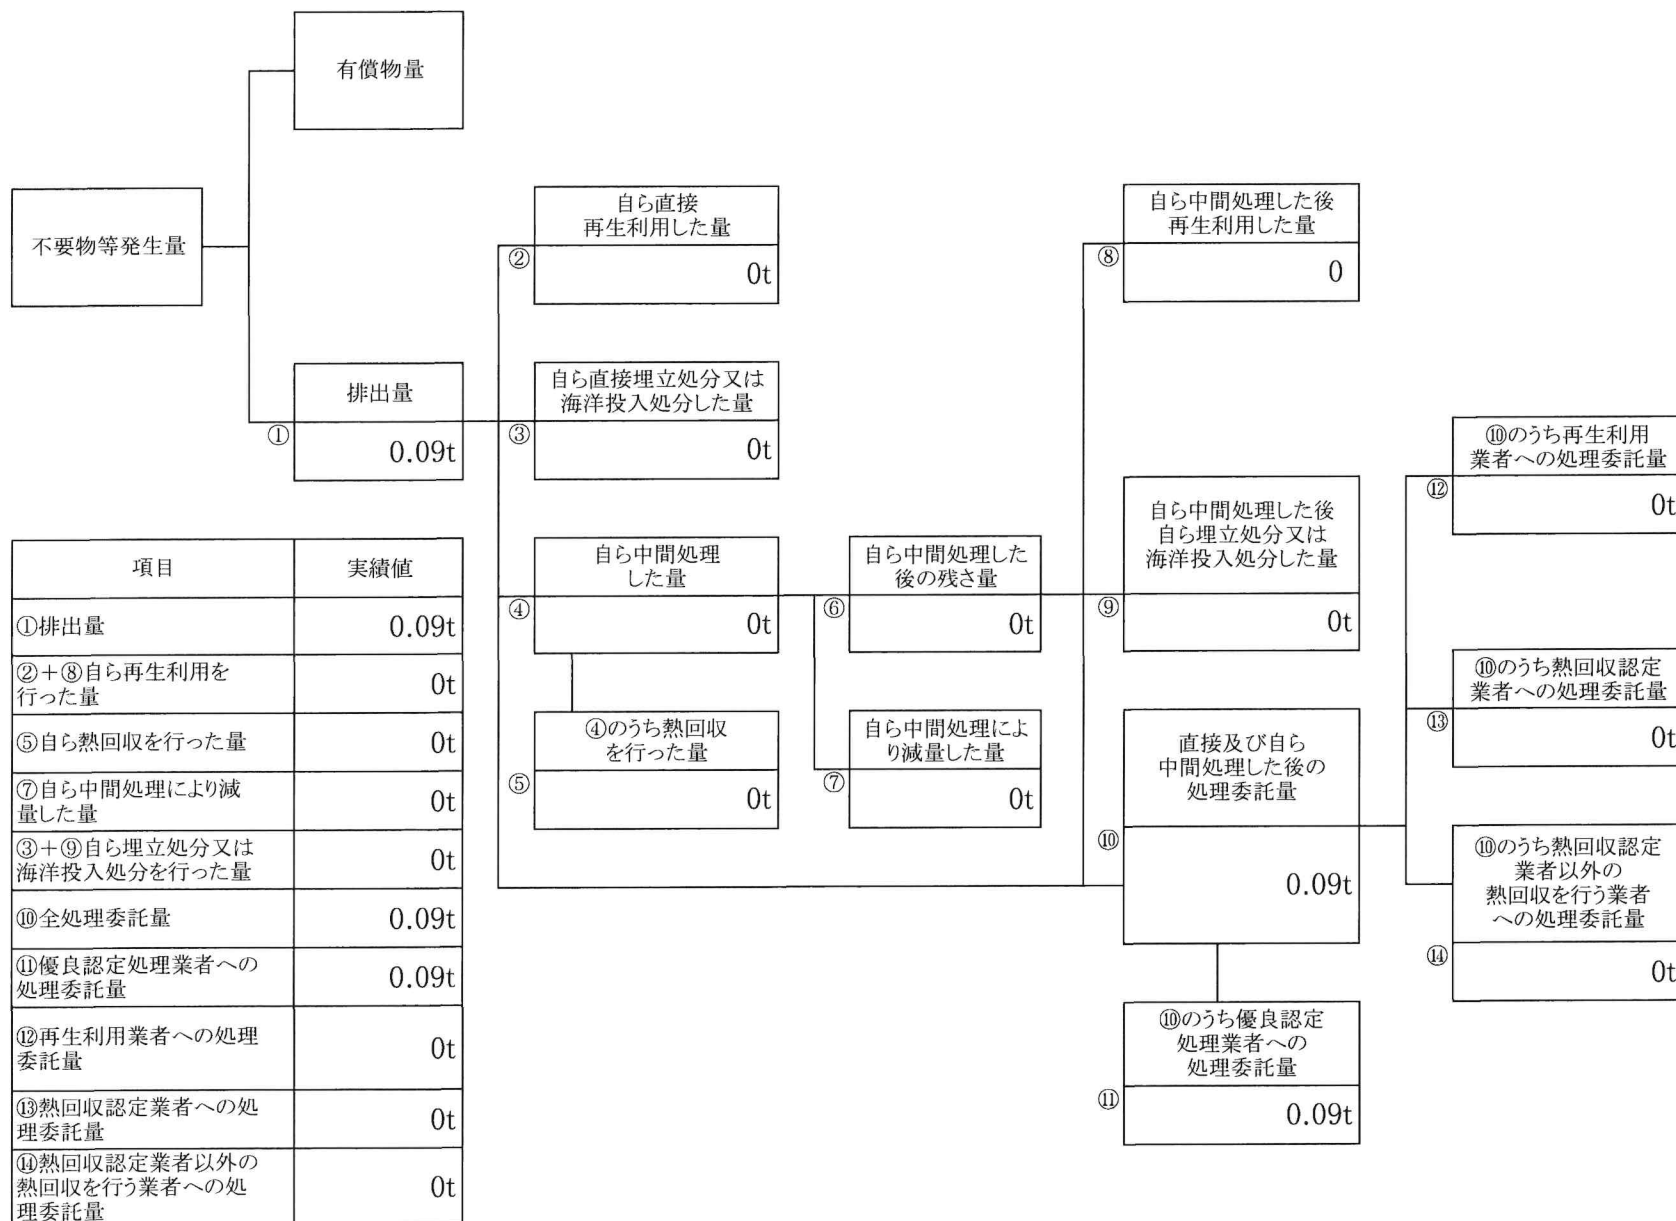 有償物量
不要物等発生量
排出量
①
0.09t
自ら直接
再生利用した量
②
0t
自ら直接埋立処分又は
海洋投入処分した量
③
0t
自ら中間処理
した量
④
0t
④のうち熱回収
を行った量
⑤
0t
自ら中間処理した
後の残さ量
⑥
0t
自ら中間処理によ
り減量した量
⑦
0t
自ら中間処理した後
再生利用した量
⑧
0
自ら中間処理した後
自ら埋立処分又は
海洋投入処分した量
⑨
0t
直接及び自ら
中間処理した後の
処理委託量
⑩
0.09t
⑩のうち優良認定
処理業者への
処理委託量
⑪
0.09t
⑩のうち再生利用
業者への処理委託量
⑫
0t
⑩のうち熱回収認定
業者への処理委託量
⑬
0t
⑩のうち熱回収認定
業者以外の
熱回収を行う業者
への処理委託量
⑭
0t
項目 実績値
①排出量 0.09t
②+⑧自ら再生利用を
行った量 0t
⑤自ら熱回収を行った量 0t
⑦自ら中間処理により減
量した量 0t
③+⑨自ら埋立処分又は
海洋投入処分を行った量 0t
⑩全処理委託量 0.09t
⑪優良認定処理業者への
処理委託量 0.09t
⑫再生利用業者への処理
委託量 0t
⑬熱回収認定業者への処
理委託量 0t
⑭熱回収認定業者以外の
熱回収を行う業者への処
理委託量 0t